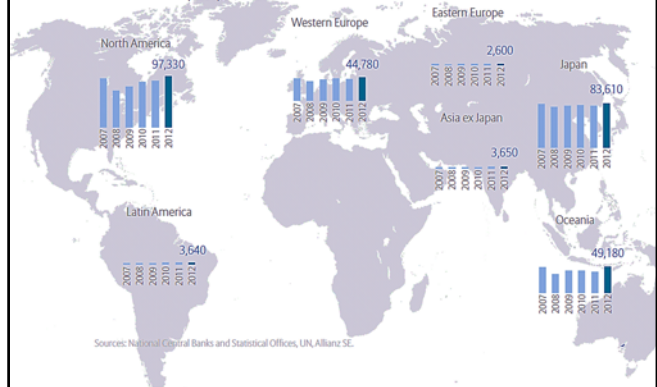 Eastern Europe
Western Europe
North America
97,330
2007 2008 2009 2010 2011 2012
44,780
2007 2008 2009 2010 2011 2012
2,600
2007 2008 2009 2010 2011 2012
Japan
83,610
2007 2008 2009 2010 2011 2012
Asia ex Japan
3,650
2007 2008 2009 2010 2011 2012
Latin America
3,640
2007 2008 2009 2010 2011 2012
Oceania
49,180
2007 2008 2009 2010 2011 2012
Sources: National Central Banks and Statistical Offices, UN, Allianz SE.